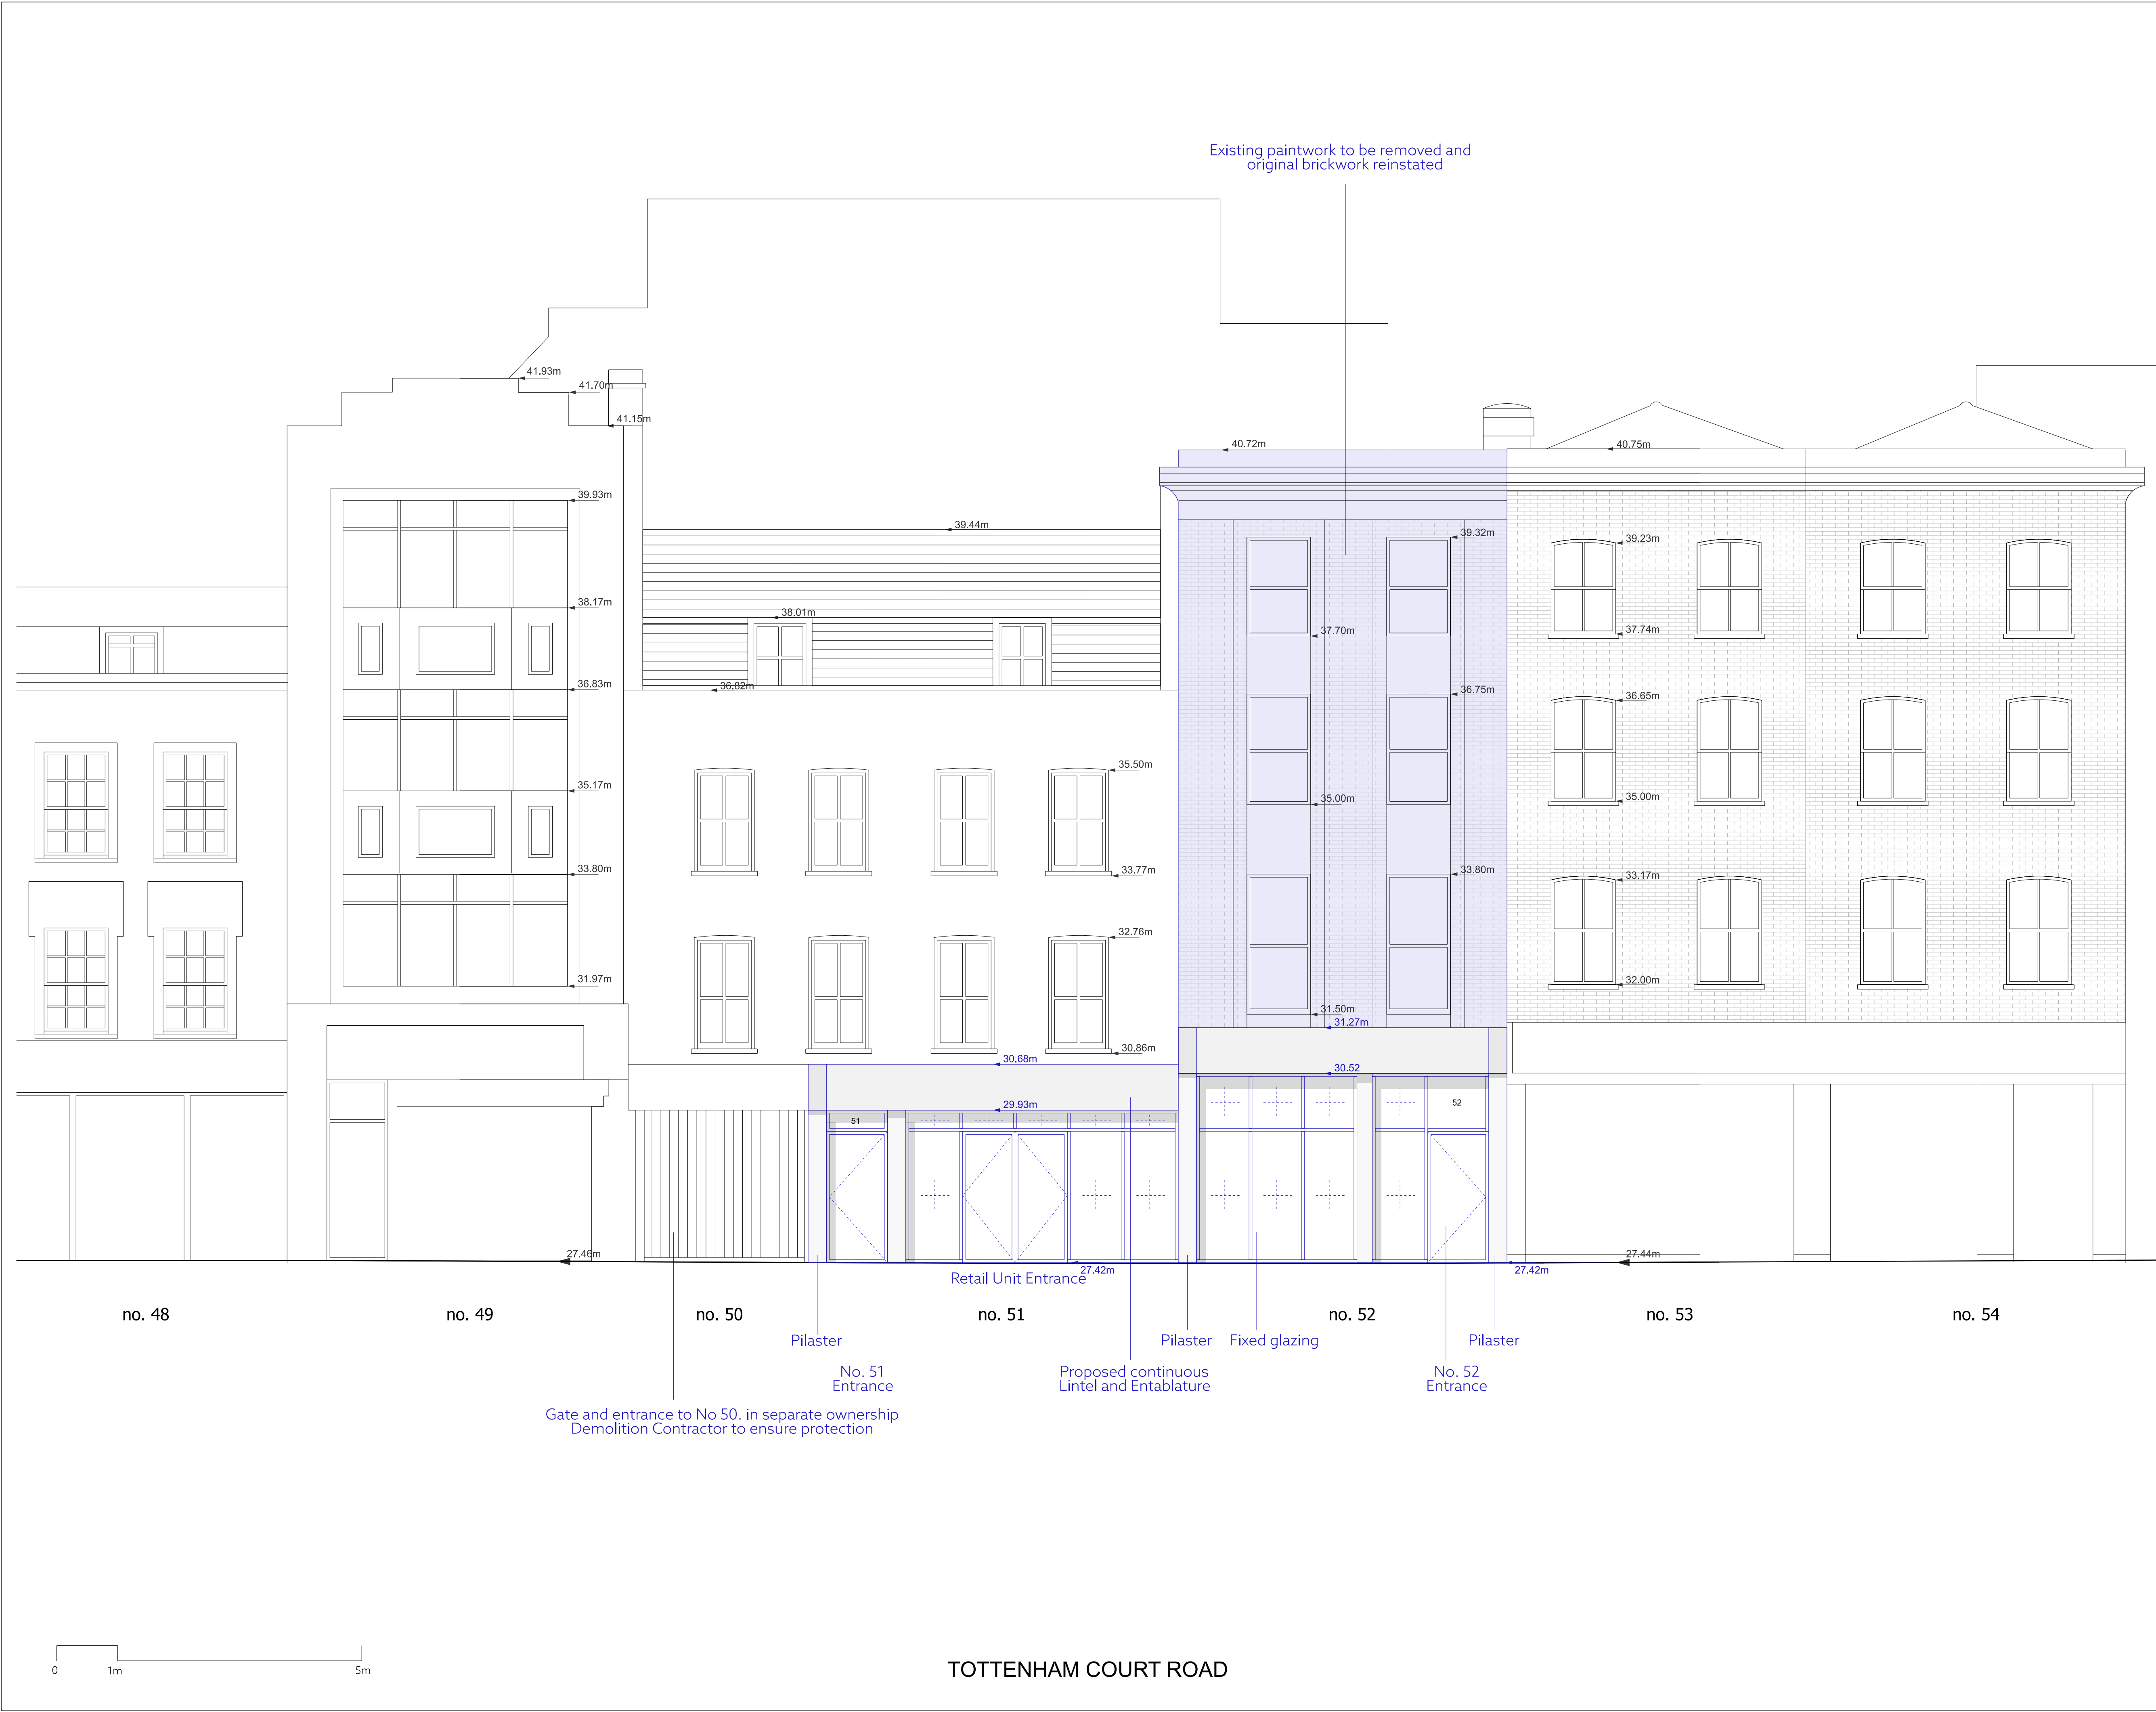 Existing paintwork to be removed and
original brickwork reinstated
41.93m
41.70m
41.15m
40.72m
40.75m
39.93m
39.44m
39.32m
39.23m
38.17m
38.01m
37.70m
37.74m
36.83m
36.82m
36.75m
36.65m
35.50m
35.17m
35.00m
35.00m
33.80m
33.77m
33.80m
33.17m
32.76m
31.97m
32.00m
31.50m
31.27m
30.86m
30.68m
30.52
29.93m
51
52
27.46m
27.44m
27.42m
27.42m
Retail Unit Entrance
no. 48
no. 49
no. 50
no. 51
no. 52
no. 53
no. 54
Pilaster
Pilaster
Fixed glazing
Pilaster
No. 51
Entrance
Proposed continuous
Lintel and Entablature
No. 52
Entrance
Gate and entrance to No 50. in separate ownership
Demolition Contractor to ensure protection
0
1m
5m
TOTTENHAM COURT ROAD